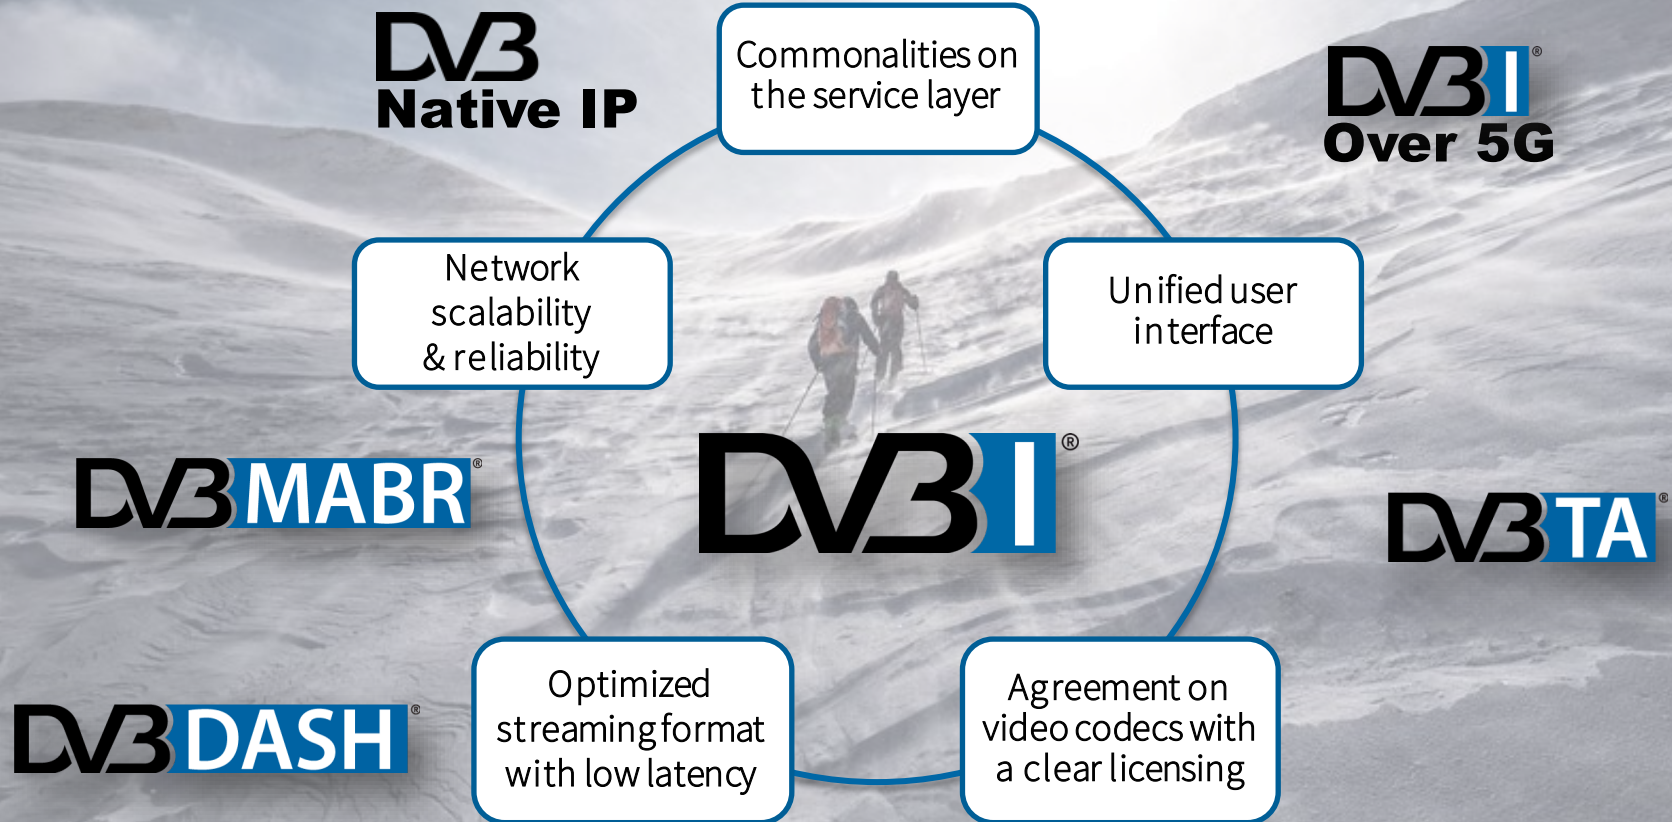 DVB
Native IP
Commonalities on
the service layer
DVB I®
Over 5G
Network
scalability
& reliability
Unified user
interface
DVB I®
DVB MABR®
DVB TA®
DVB DASH®
Optimized
streaming format
with low latency
Agreement on
video codecs with
a clear licensing